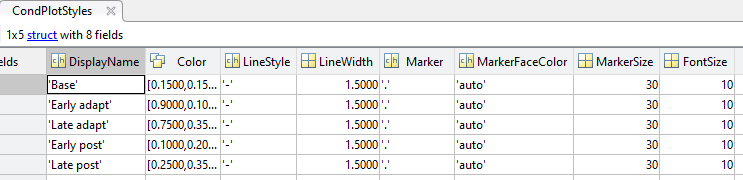 CondPlotStyles ×
1x5 struct with 8 fields
elds DisplayName Color LineStyle LineWidth Marker MarkerFaceColor MarkerSize FontSize
'Base' [0.1500,0.15... '-' 1.5000 '.' 'auto' 30 10
'Early adapt' [0.9000,0.10... '-' 1.5000 '.' 'auto' 30 10
'Late adapt' [0.7500,0.35... '-' 1.5000 '.' 'auto' 30 10
'Early post' [0.1000,0.20... '-' 1.5000 '.' 'auto' 30 10
'Late post' [0.2500,0.35... '-' 1.5000 '.' 'auto' 30 10